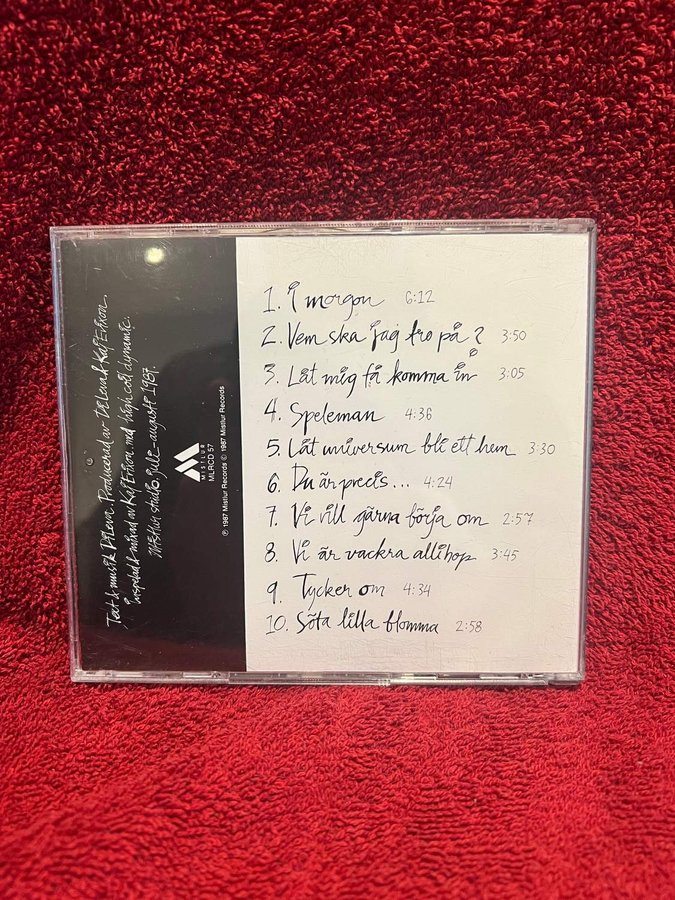 1. I morgon 6:12
2. Vem ska jag tro på? 3:50
3. Låt mig få komma in 3:05
4. Speleman 4:36
5. Låt universum bli ett hem 3:30
6. Du är precis... 4:24
7. Vi vill gärna börja om 2:57
8. Vi är vackra allihop 3:45
9. Tycker om 4:34
10. Söta lilla blomma 2:58
Text & musik Di Leva. Producerad av Di Leva & Kaj Erixon.
Inspelad & mixad av Kaj Erixon med high coil dynamic.
Mistlur studio juli–augusti 1987.
MISTLUR
MLRCD 57
℗ 1987 Mistlur Records © 1987 Mistlur Records